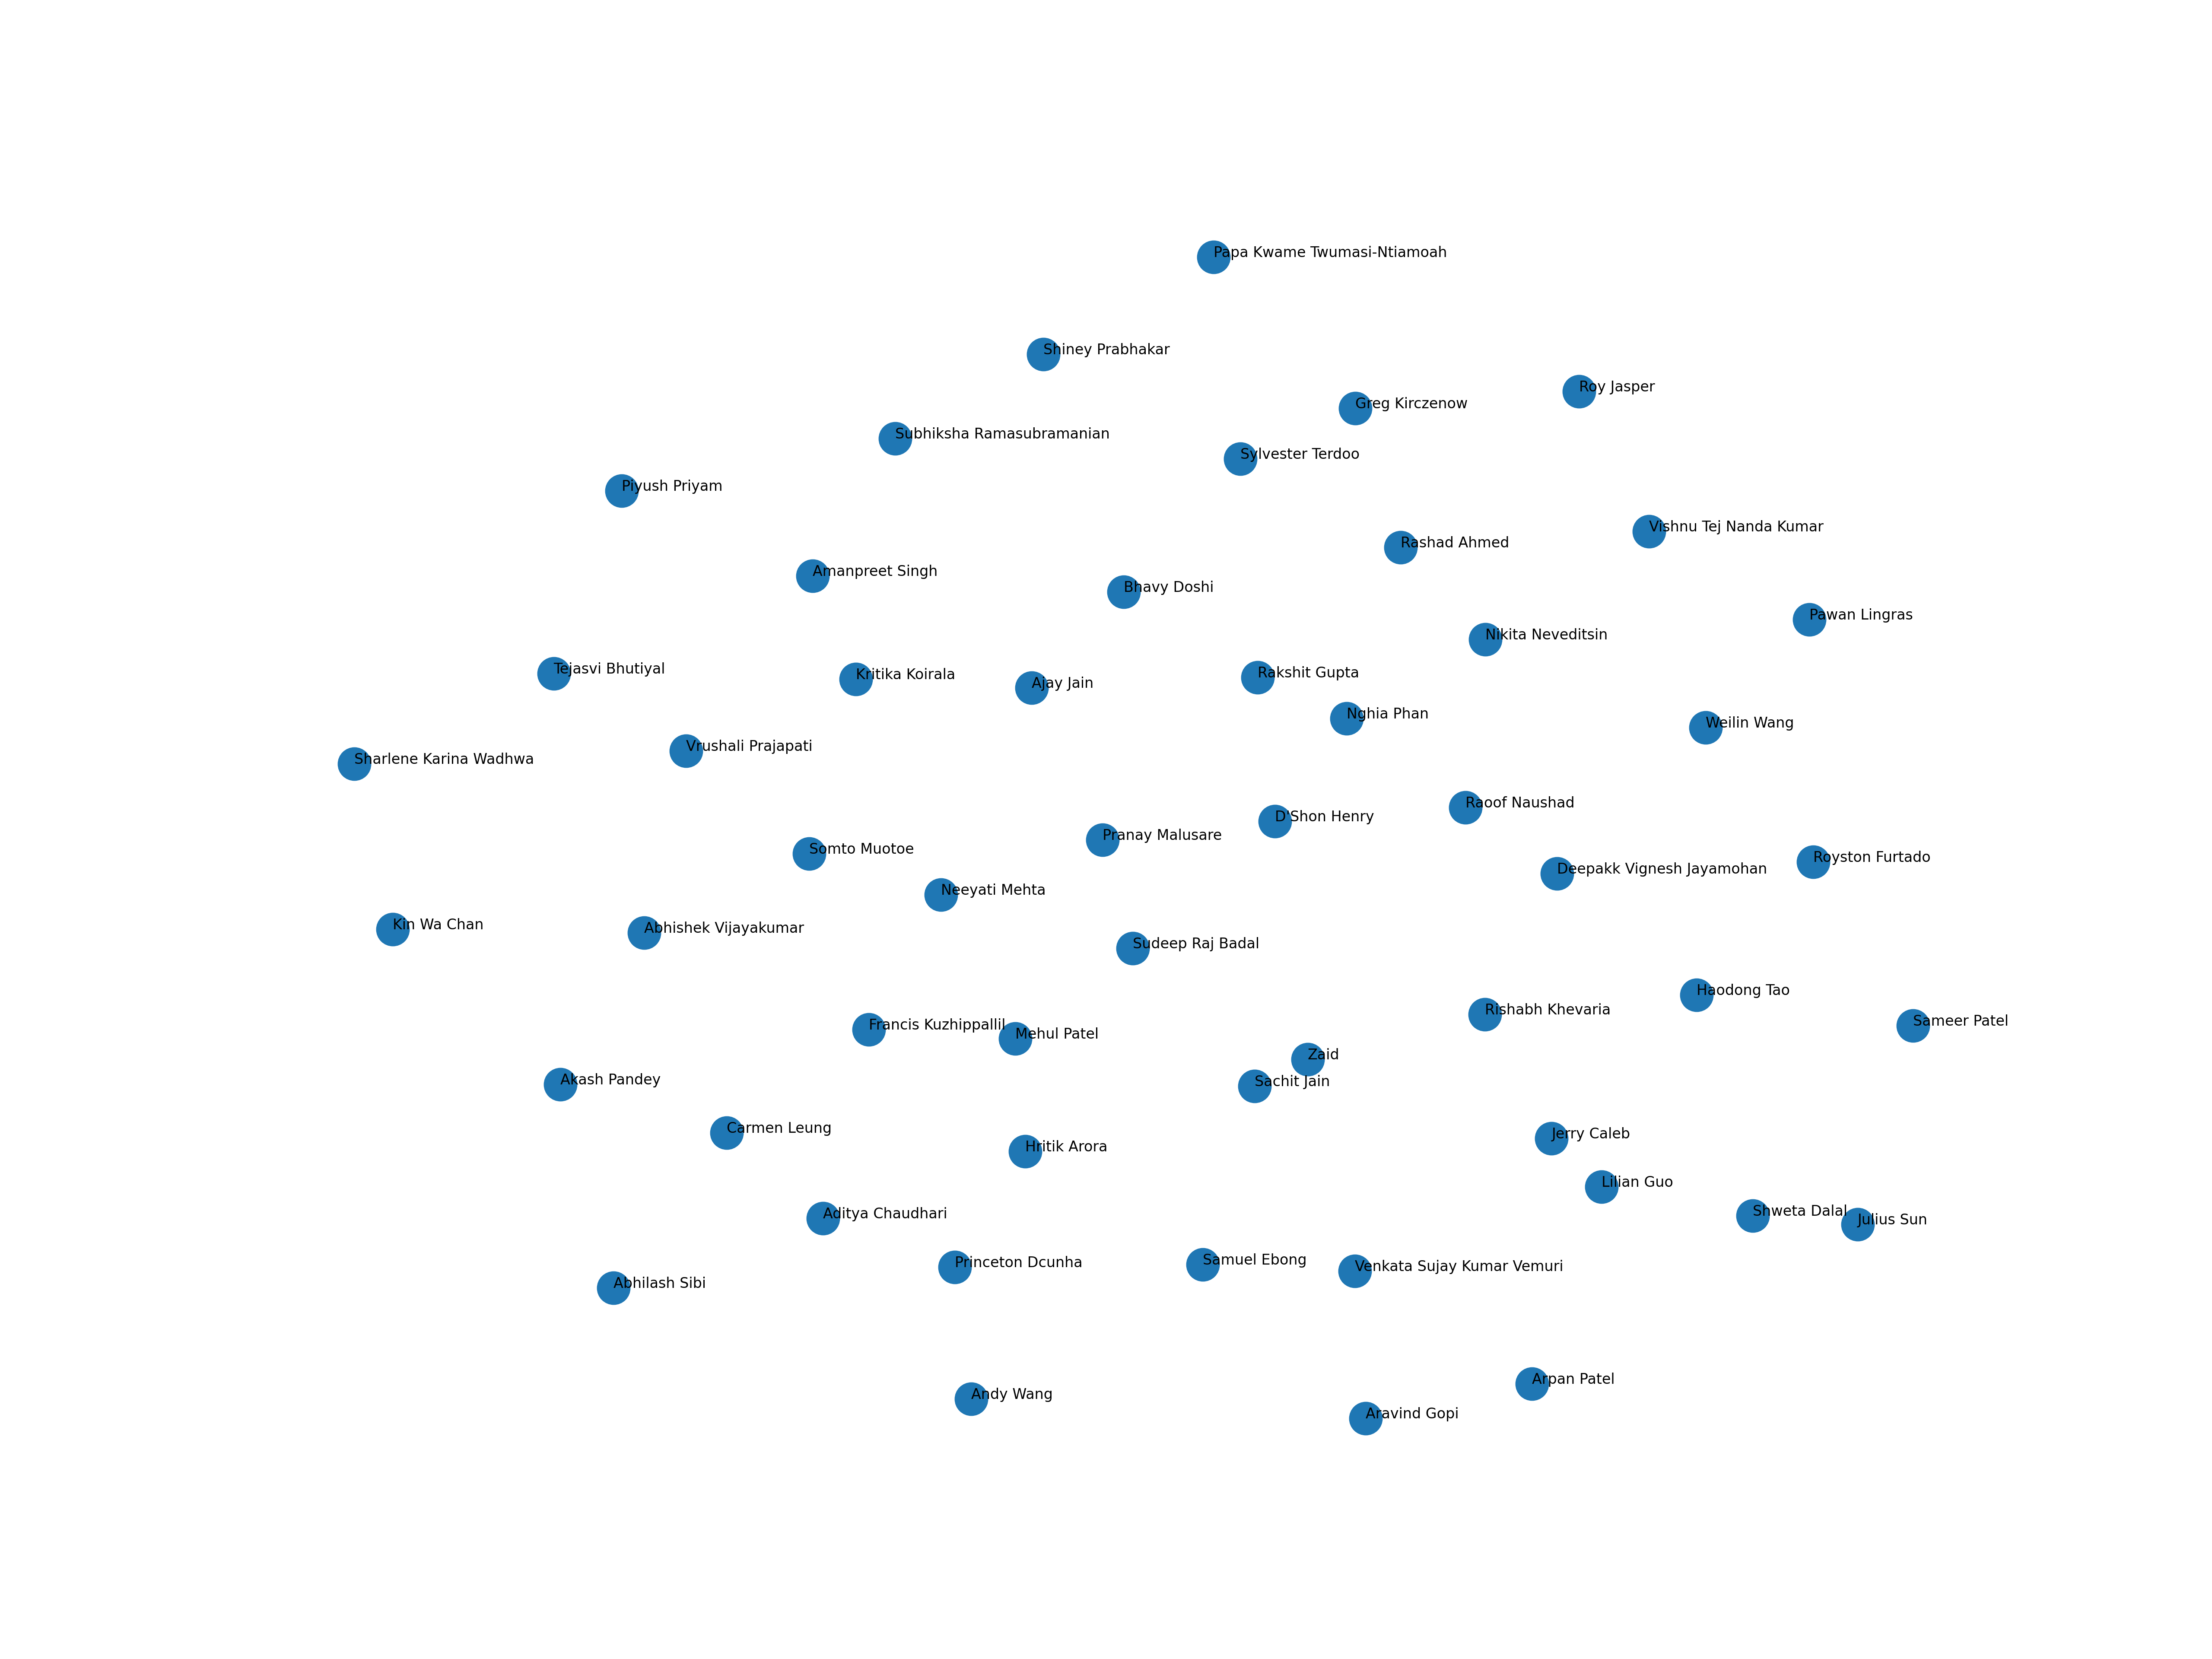 Papa Kwame Twumasi-Ntiamoah
Shiney Prabhakar
Roy Jasper
Greg Kirczenow
Subhiksha Ramasubramanian
Sylvester Terdoo
Piyush Priyam
Vishnu Tej Nanda Kumar
Rashad Ahmed
Amanpreet Singh
Bhavy Doshi
Pawan Lingras
Nikita Neveditsin
Tejasvi Bhutiyal
Rakshit Gupta
Kritika Koirala
Ajay Jain
Nghia Phan
Weilin Wang
Vrushali Prajapati
Sharlene Karina Wadhwa
Raoof Naushad
D'Shon Henry
Pranay Malusare
Somto Muotoe
Royston Furtado
Deepakk Vignesh Jayamohan
Neeyati Mehta
Kin Wa Chan
Abhishek Vijayakumar
Sudeep Raj Badal
Haodong Tao
Rishabh Khevaria
Sameer Patel
Francis Kuzhippallil
Mehul Patel
Zaid
Akash Pandey
Sachit Jain
Carmen Leung
Jerry Caleb
Hritik Arora
Lilian Guo
Shweta Dalal
Aditya Chaudhari
Julius Sun
Samuel Ebong
Princeton Dcunha
Venkata Sujay Kumar Vemuri
Abhilash Sibi
Arpan Patel
Andy Wang
Aravind Gopi